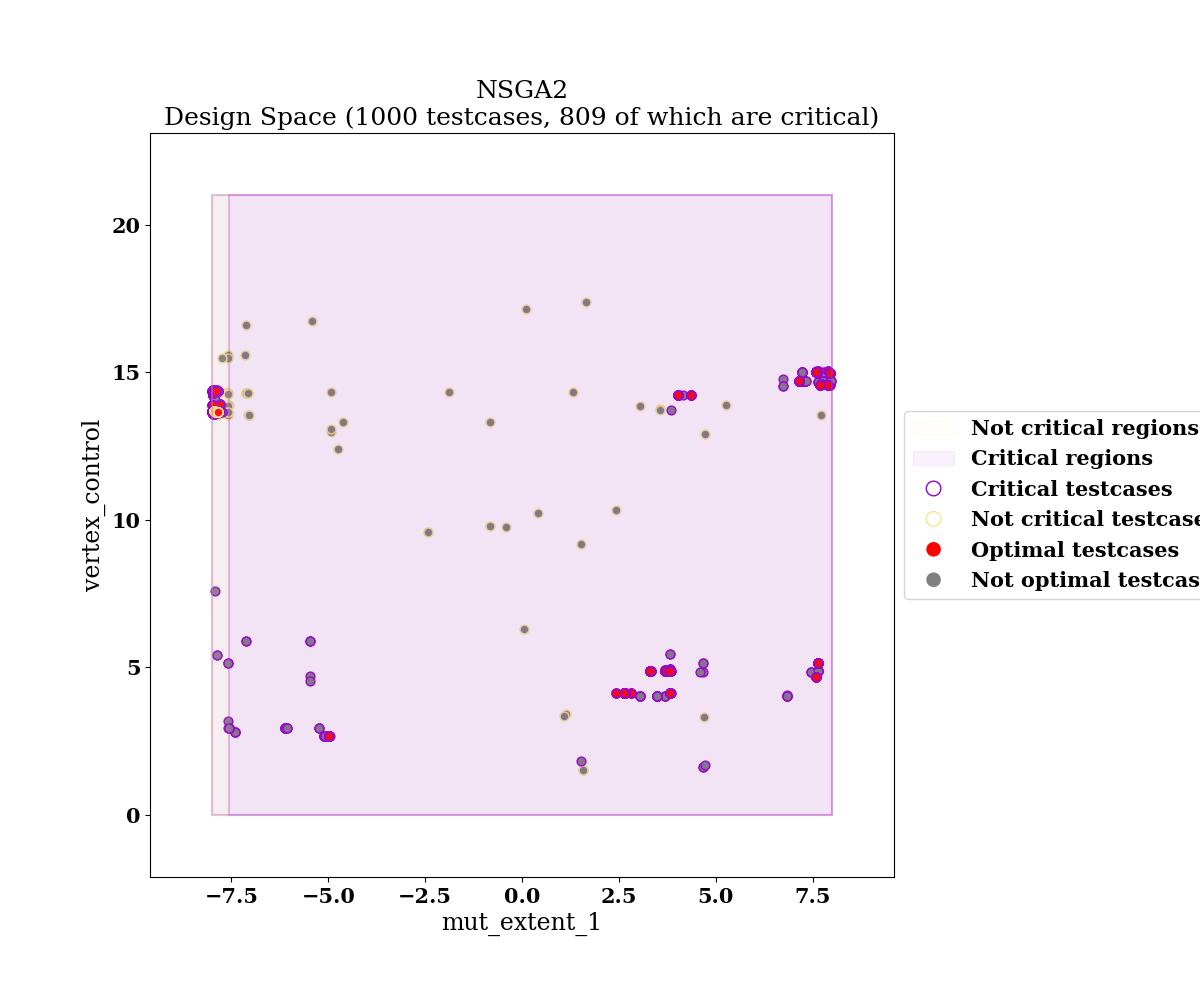 NSGA2
Design Space (1000 testcases, 809 of which are critical)
vertex_control
20
15
10
5
0
−7.5
−5.0
−2.5
0.0
2.5
5.0
7.5
mut_extent_1
Not critical regions
Critical regions
Critical testcases
Not critical testcase
Optimal testcases
Not optimal testcas